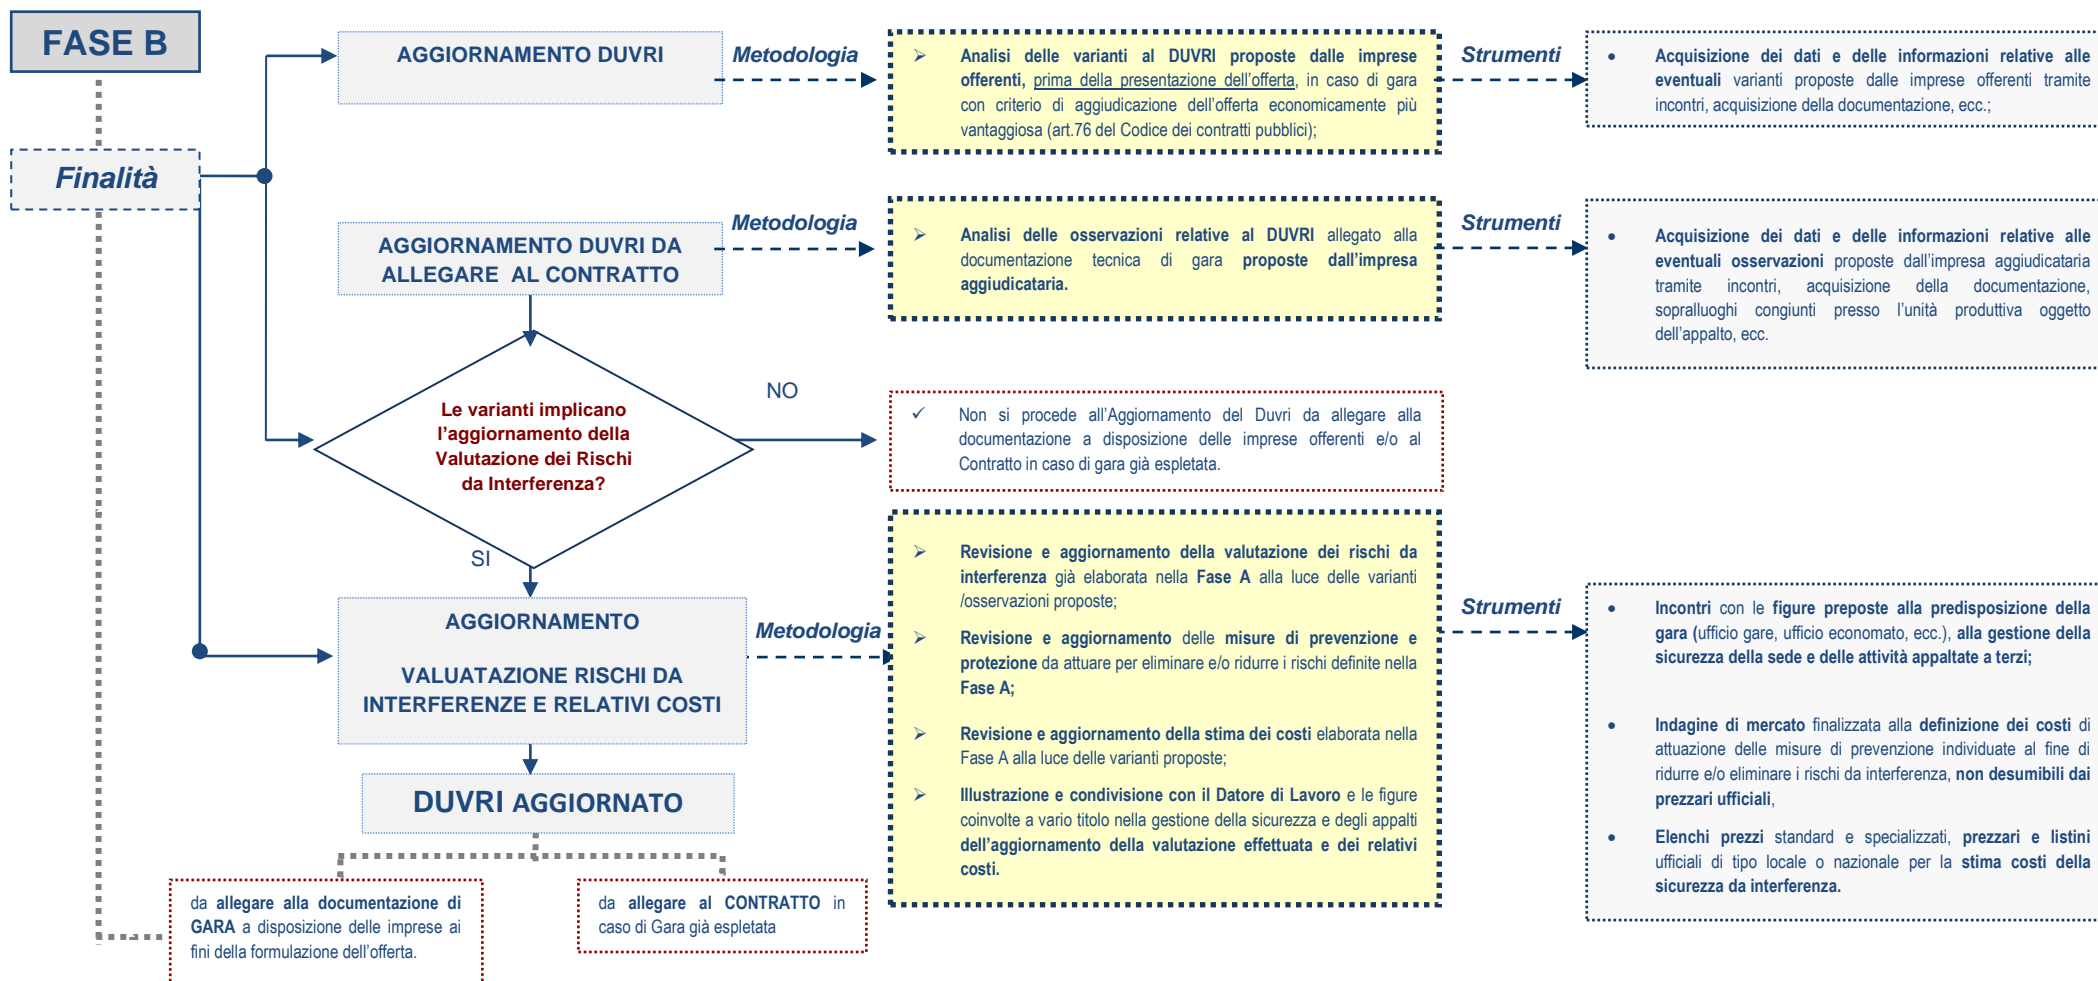 FASE B
Finalità
AGGIORNAMENTO DUVRI
Metodologia
➢ Analisi delle varianti al DUVRI proposte dalle imprese
offerenti, prima della presentazione dell’offerta, in caso di gara
con criterio di aggiudicazione dell’offerta economicamente più
vantaggiosa (art.76 del Codice dei contratti pubblici);
Strumenti
• Acquisizione dei dati e delle informazioni relative alle
eventuali varianti proposte dalle imprese offerenti tramite
incontri, acquisizione della documentazione, ecc.;
AGGIORNAMENTO DUVRI DA
ALLEGARE AL CONTRATTO
Metodologia
➢ Analisi delle osservazioni relative al DUVRI allegato alla
documentazione tecnica di gara proposte dall’impresa
aggiudicataria.
Strumenti
• Acquisizione dei dati e delle informazioni relative alle
eventuali osservazioni proposte dall’impresa aggiudicataria
tramite incontri, acquisizione della documentazione,
sopralluoghi congiunti presso l’unità produttiva oggetto
dell’appalto, ecc.
Le varianti implicano
l’aggiornamento della
Valutazione dei Rischi
da Interferenza?
NO
✓ Non si procede all’Aggiornamento del Duvri da allegare alla
documentazione a disposizione delle imprese offerenti e/o al
Contratto in caso di gara già espletata.
SI
AGGIORNAMENTO
VALUATAZIONE RISCHI DA
INTERFERENZE E RELATIVI COSTI
Metodologia
➢ Revisione e aggiornamento della valutazione dei rischi da
interferenza già elaborata nella Fase A alla luce delle varianti
/osservazioni proposte;
➢ Revisione e aggiornamento delle misure di prevenzione e
protezione da attuare per eliminare e/o ridurre i rischi definite nella
Fase A;
➢ Revisione e aggiornamento della stima dei costi elaborata nella
Fase A alla luce delle varianti proposte;
➢ Illustrazione e condivisione con il Datore di Lavoro e le figure
coinvolte a vario titolo nella gestione della sicurezza e degli appalti
dell’aggiornamento della valutazione effettuata e dei relativi
costi.
Strumenti
• Incontri con le figure preposte alla predisposizione della
gara (ufficio gare, ufficio economato, ecc.), alla gestione della
sicurezza della sede e delle attività appaltate a terzi;
• Indagine di mercato finalizzata alla definizione dei costi di
attuazione delle misure di prevenzione individuate al fine di
ridurre e/o eliminare i rischi da interferenza, non desumibili dai
prezzari ufficiali,
• Elenchi prezzi standard e specializzati, prezzari e listini
ufficiali di tipo locale o nazionale per la stima costi della
sicurezza da interferenza.
DUVRI AGGIORNATO
da allegare alla documentazione di
GARA a disposizione delle imprese ai
fini della formulazione dell’offerta.
da allegare al CONTRATTO in
caso di Gara già espletata